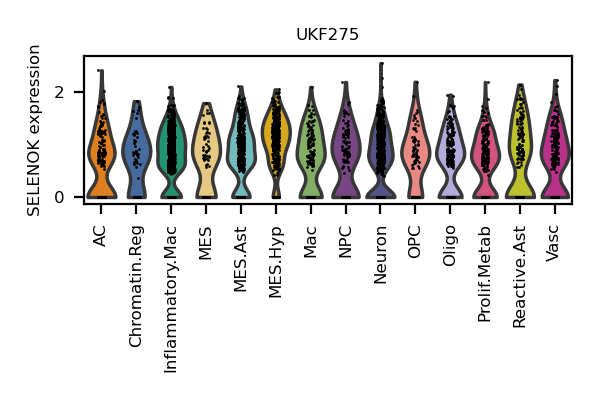 UKF275
SELENOK expression
2
0
AC
Chromatin.Reg
Inflammatory.Mac
MES
MES.Ast
MES.Hyp
Mac
NPC
Neuron
OPC
Oligo
Prolif.Metab
Reactive.Ast
Vasc